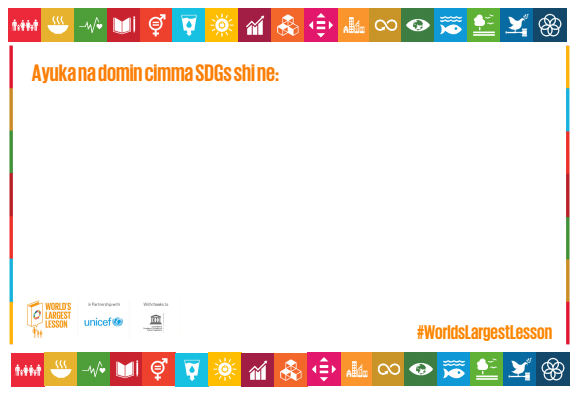 Ayuka na domin cimma SDGs shi ne:
WORLD'S
LARGEST
LESSON
In Partnership with
unicef
With thanks to
#WorldsLargestLesson